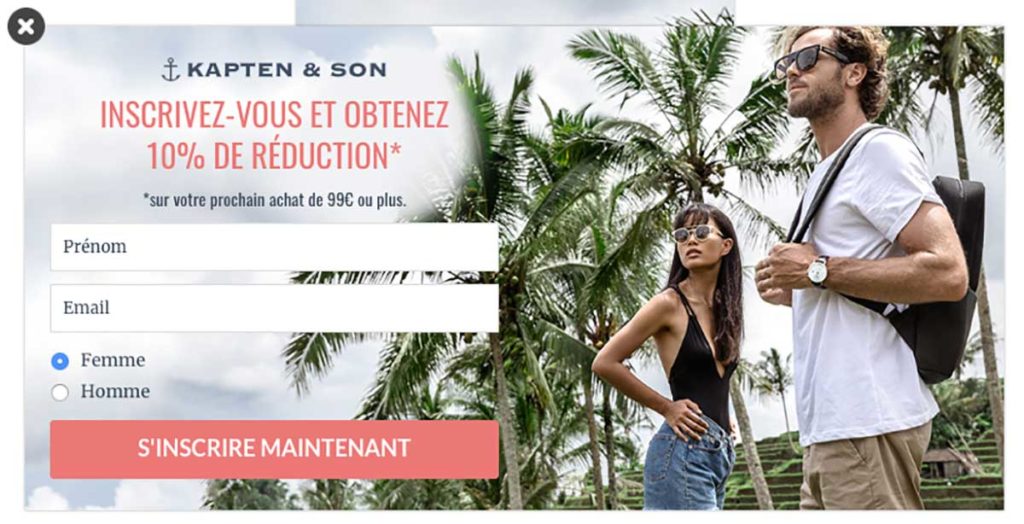 KAPTEN & SON
INSCRIVEZ-VOUS ET OBTENEZ
10% DE RÉDUCTION*
*sur votre prochain achat de 99€ ou plus.
Prénom
Email
Femme
Homme
S'INSCRIRE MAINTENANT